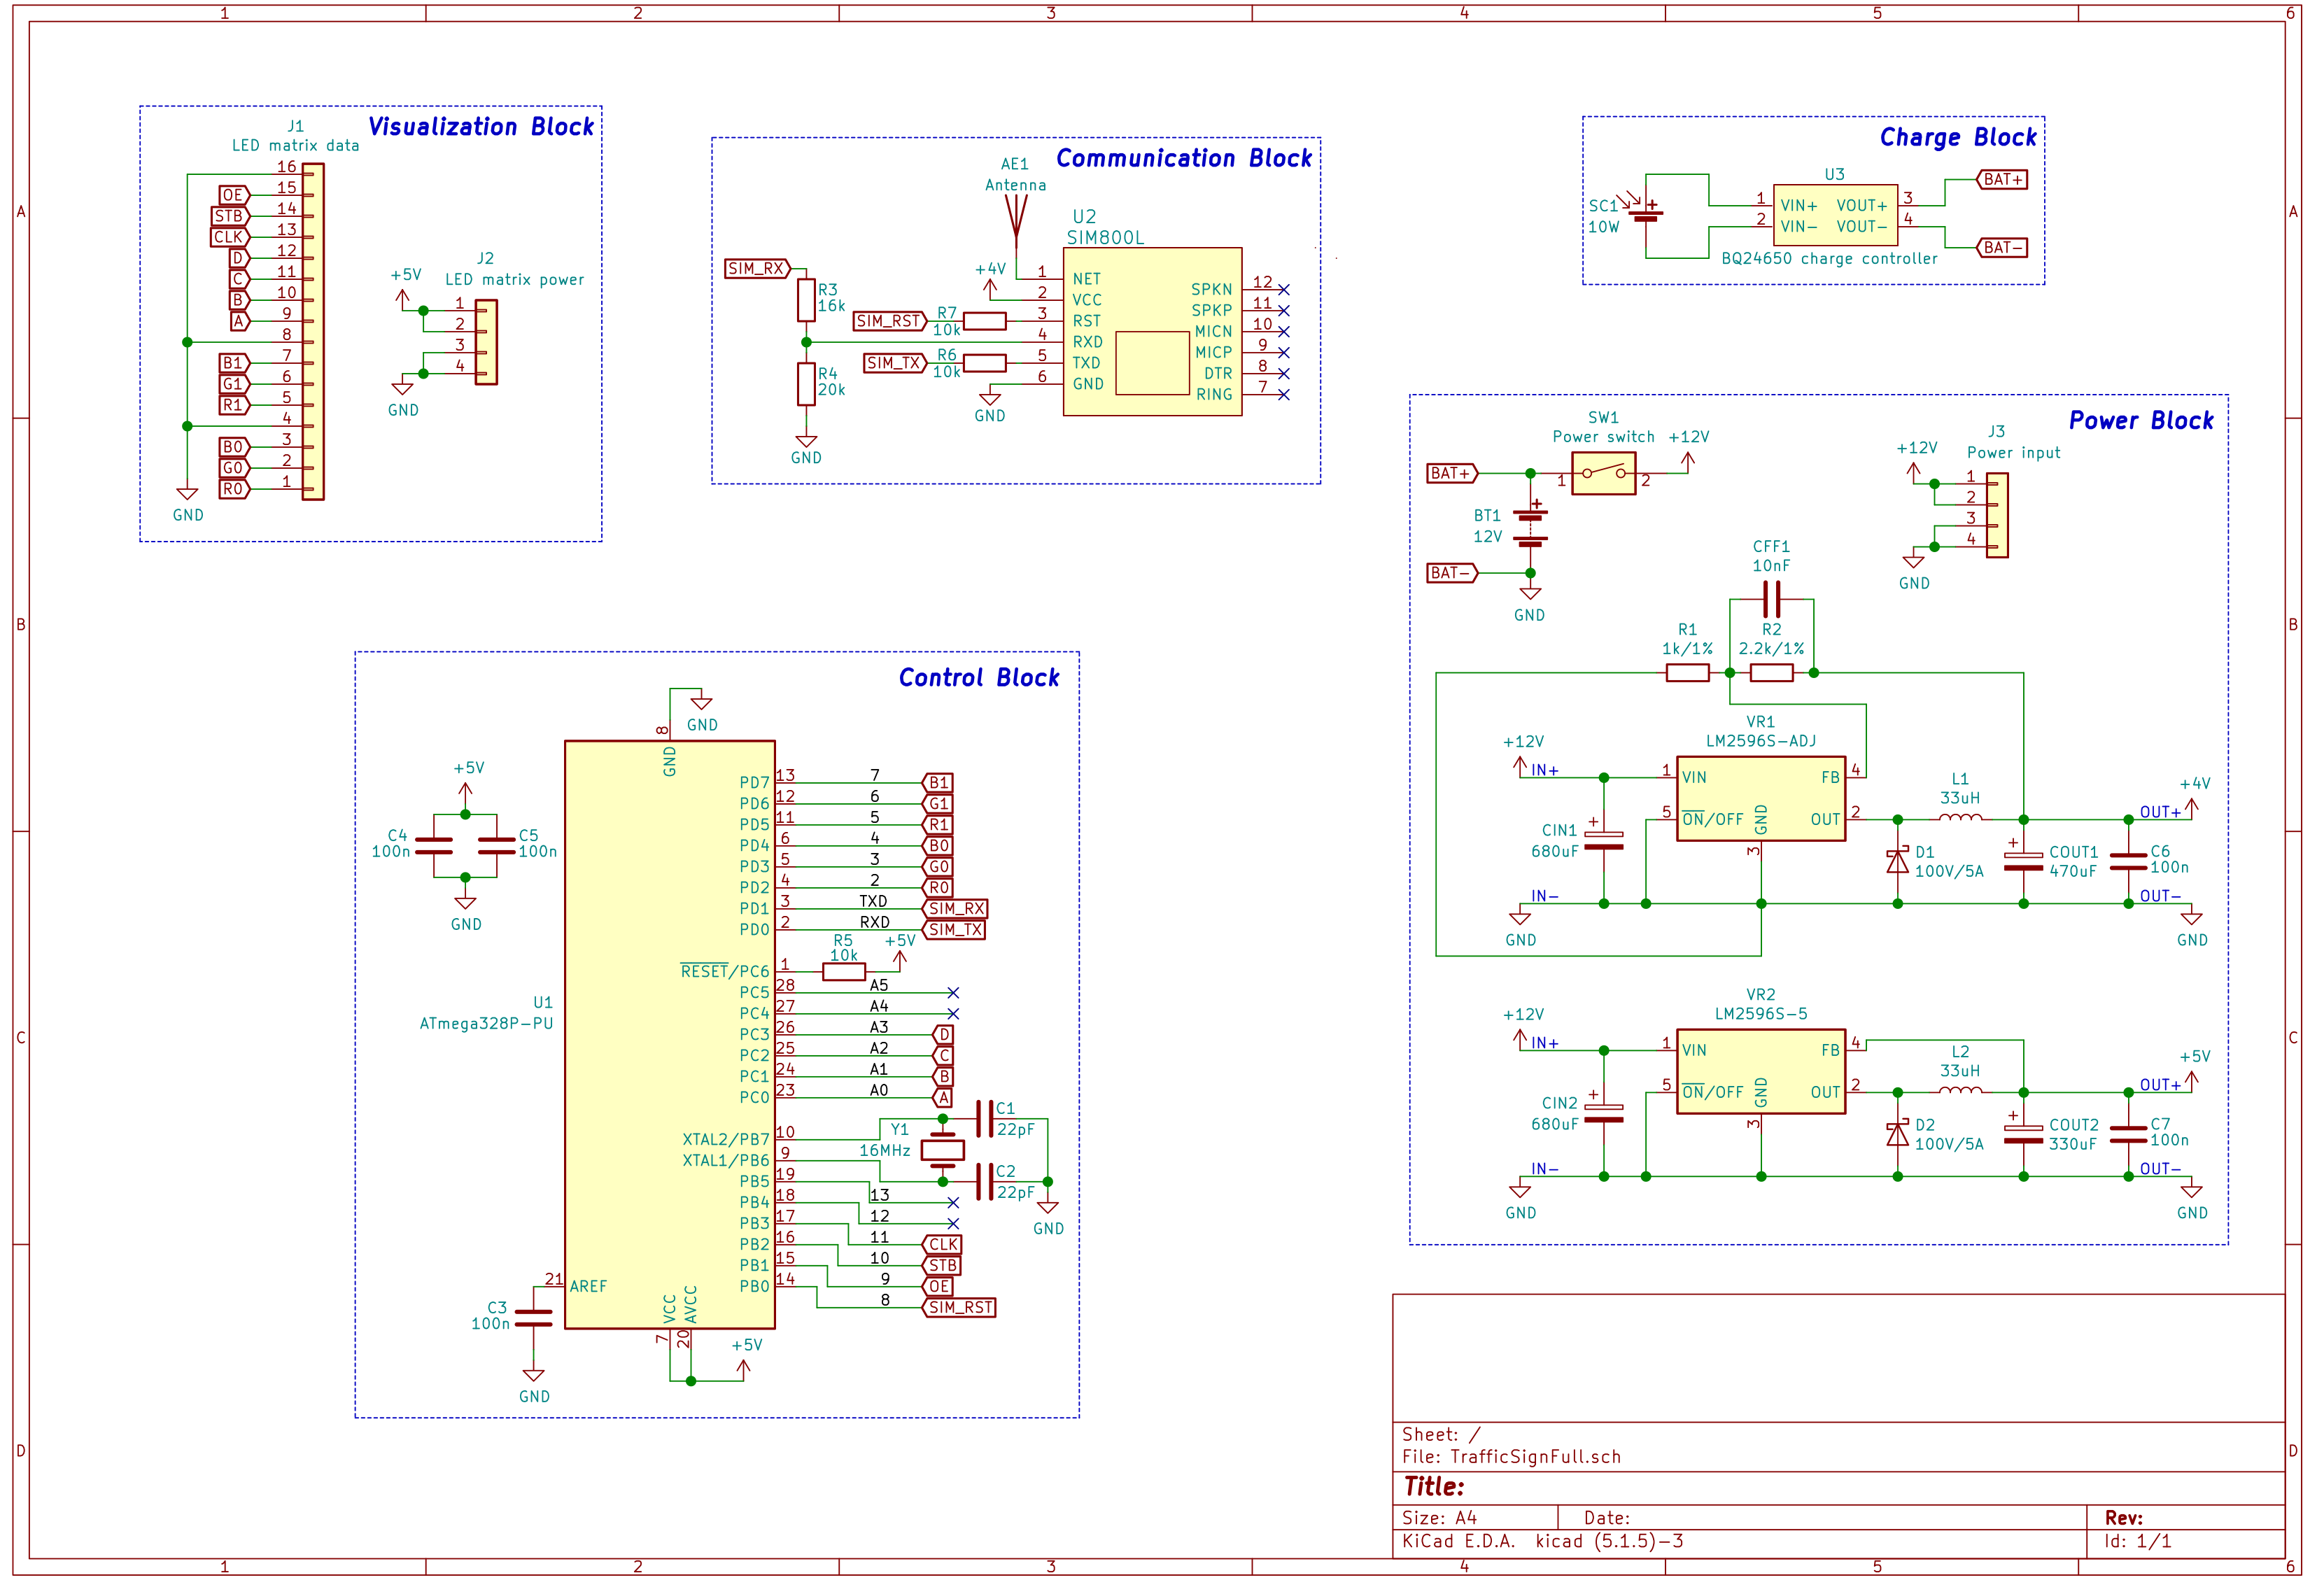 1 2 3 4 5 6
A
B
C
D
A
B
C
D
1 2 3 4 5 6
Visualization Block
J1
LED matrix data
16
OE 15
STB 14
CLK 13
D 12
C 11
B 10
A 9
8
B1 7
G1 6
R1 5
4
B0 3
G0 2
R0 1
GND
J2
LED matrix power
+5V
1
2
3
4
GND
Communication Block
AE1
Antenna
U2
SIM800L
SIM_RX
R3
16k
R4
20k
GND
+4V
SIM_RST
R7
10k
SIM_TX
R6
10k
GND
1 NET
2 VCC
3 RST
4 RXD
5 TXD
6 GND
SPKN 12
SPKP 11
MICN 10
MICP 9
DTR 8
RING 7
Charge Block
SC1
10W
+
U3
1 VIN+ VOUT+ 3
2 VIN- VOUT- 4
BQ24650 charge controller
BAT+
BAT-
Power Block
SW1
Power switch
+12V
BAT+
1 2
+
BT1
12V
BAT-
GND
J3
Power input
+12V
1
2
3
4
GND
CFF1
10nF
R1
1k/1%
R2
2.2k/1%
VR1
LM2596S-ADJ
+12V
IN+
1 VIN FB 4
5 ON/OFF GND OUT 2
3
+
CIN1
680uF
IN-
GND
L1
33uH
D1
100V/5A
+
COUT1
470uF
C6
100n
+4V
OUT+
OUT-
GND
VR2
LM2596S-5
+12V
IN+
1 VIN FB 4
5 ON/OFF GND OUT 2
3
+
CIN2
680uF
IN-
GND
L2
33uH
D2
100V/5A
+
COUT2
330uF
C7
100n
+5V
OUT+
OUT-
GND
Control Block
8
GND
GND
+5V
C4
100n
C5
100n
GND
U1
ATmega328P-PU
PD7 13 7 B1
PD6 12 6 G1
PD5 11 5 R1
PD4 6 4 B0
PD3 5 3 G0
PD2 4 2 R0
PD1 3 TXD SIM_RX
PD0 2 RXD SIM_TX
R5
10k
+5V
RESET/PC6 1
PC5 28 A5
PC4 27 A4
PC3 26 A3 D
PC2 25 A2 C
PC1 24 A1 B
PC0 23 A0 A
XTAL2/PB7 10
XTAL1/PB6 9
Y1
16MHz
C1
22pF
C2
22pF
GND
PB5 19 13
PB4 18 12
PB3 17 11 CLK
PB2 16 10 STB
PB1 15 9 OE
PB0 14 8 SIM_RST
21 AREF
C3
100n
GND
VCC
AVCC
7
20
+5V
Sheet: /
File: TrafficSignFull.sch
Title:
Size: A4 Date: Rev:
KiCad E.D.A. kicad (5.1.5)-3 Id: 1/1